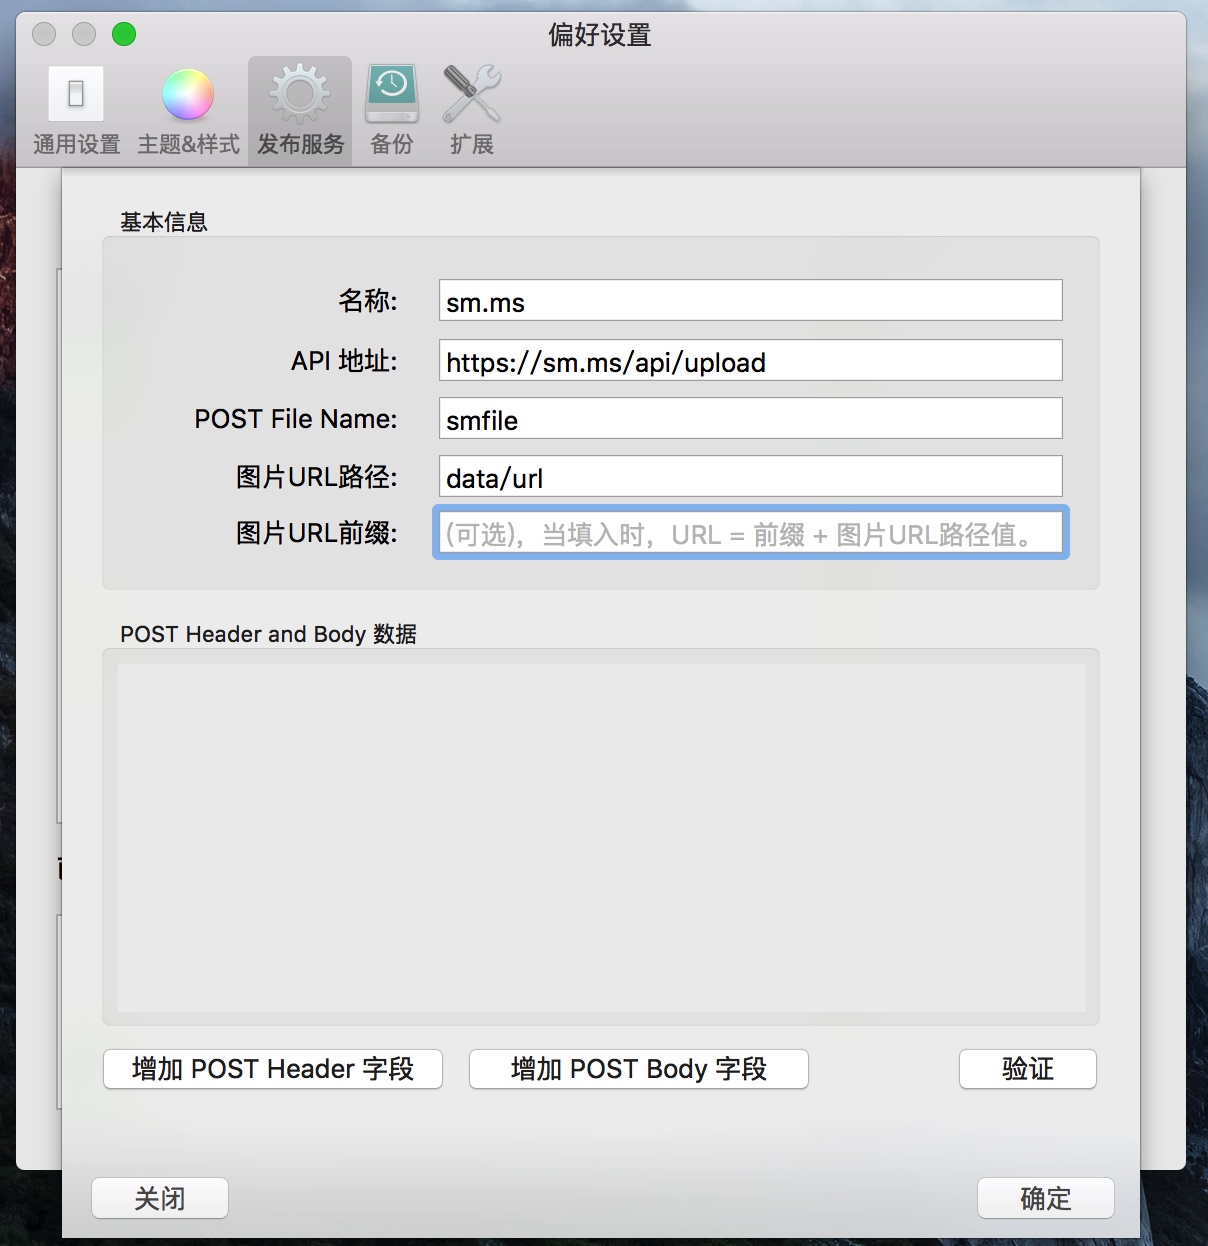 偏好设置
通用设置 主题&样式 发布服务 备份 扩展
基本信息
名称: sm.ms
API 地址: https://sm.ms/api/upload
POST File Name: smfile
图片URL路径: data/url
图片URL前缀: (可选)，当填入时，URL = 前缀 + 图片URL路径值。
POST Header and Body 数据
增加 POST Header 字段 增加 POST Body 字段 验证
关闭 确定